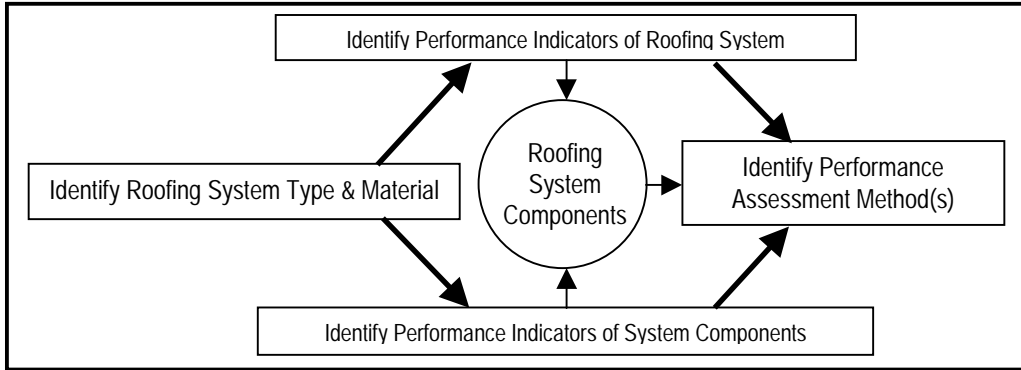 Identify Performance Indicators of Roofing System
Identify Roofing System Type & Material
Roofing
System
Components
Identify Performance
Assessment Method(s)
Identify Performance Indicators of System Components